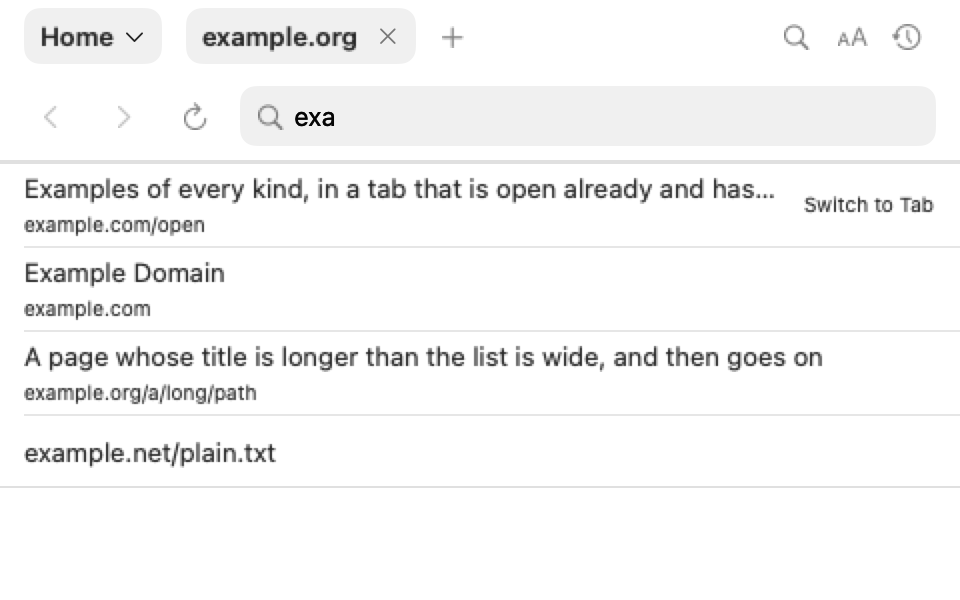 Home
example.org
AA
exa
Examples of every kind, in a tab that is open already and has...
Switch to Tab
example.com/open
Example Domain
example.com
A page whose title is longer than the list is wide, and then goes on
example.org/a/long/path
example.net/plain.txt